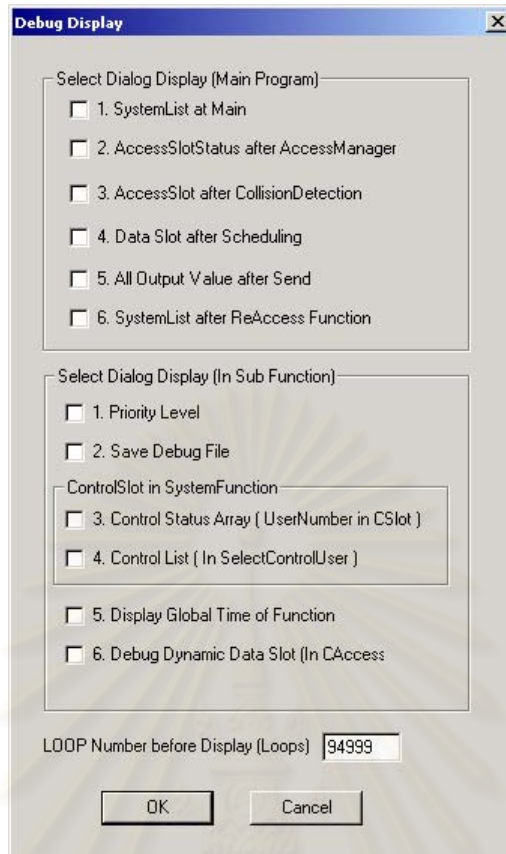 Debug Display
Select Dialog Display (Main Program)
1. SystemList at Main
2. AccessSlotStatus after AccessManager
3. AccessSlot after CollisionDetection
4. Data Slot after Scheduling
5. All Output Value after Send
6. SystemList after ReAccess Function
Select Dialog Display (In Sub Function)
1. Priority Level
2. Save Debug File
ControlSlot in SystemFunction
3. Control Status Array ( UserNumber in CSlot )
4. Control List ( In SelectControlUser )
5. Display Global Time of Function
6. Debug Dynamic Data Slot (In CAccess
LOOP Number before Display (Loops) 94999
OK Cancel